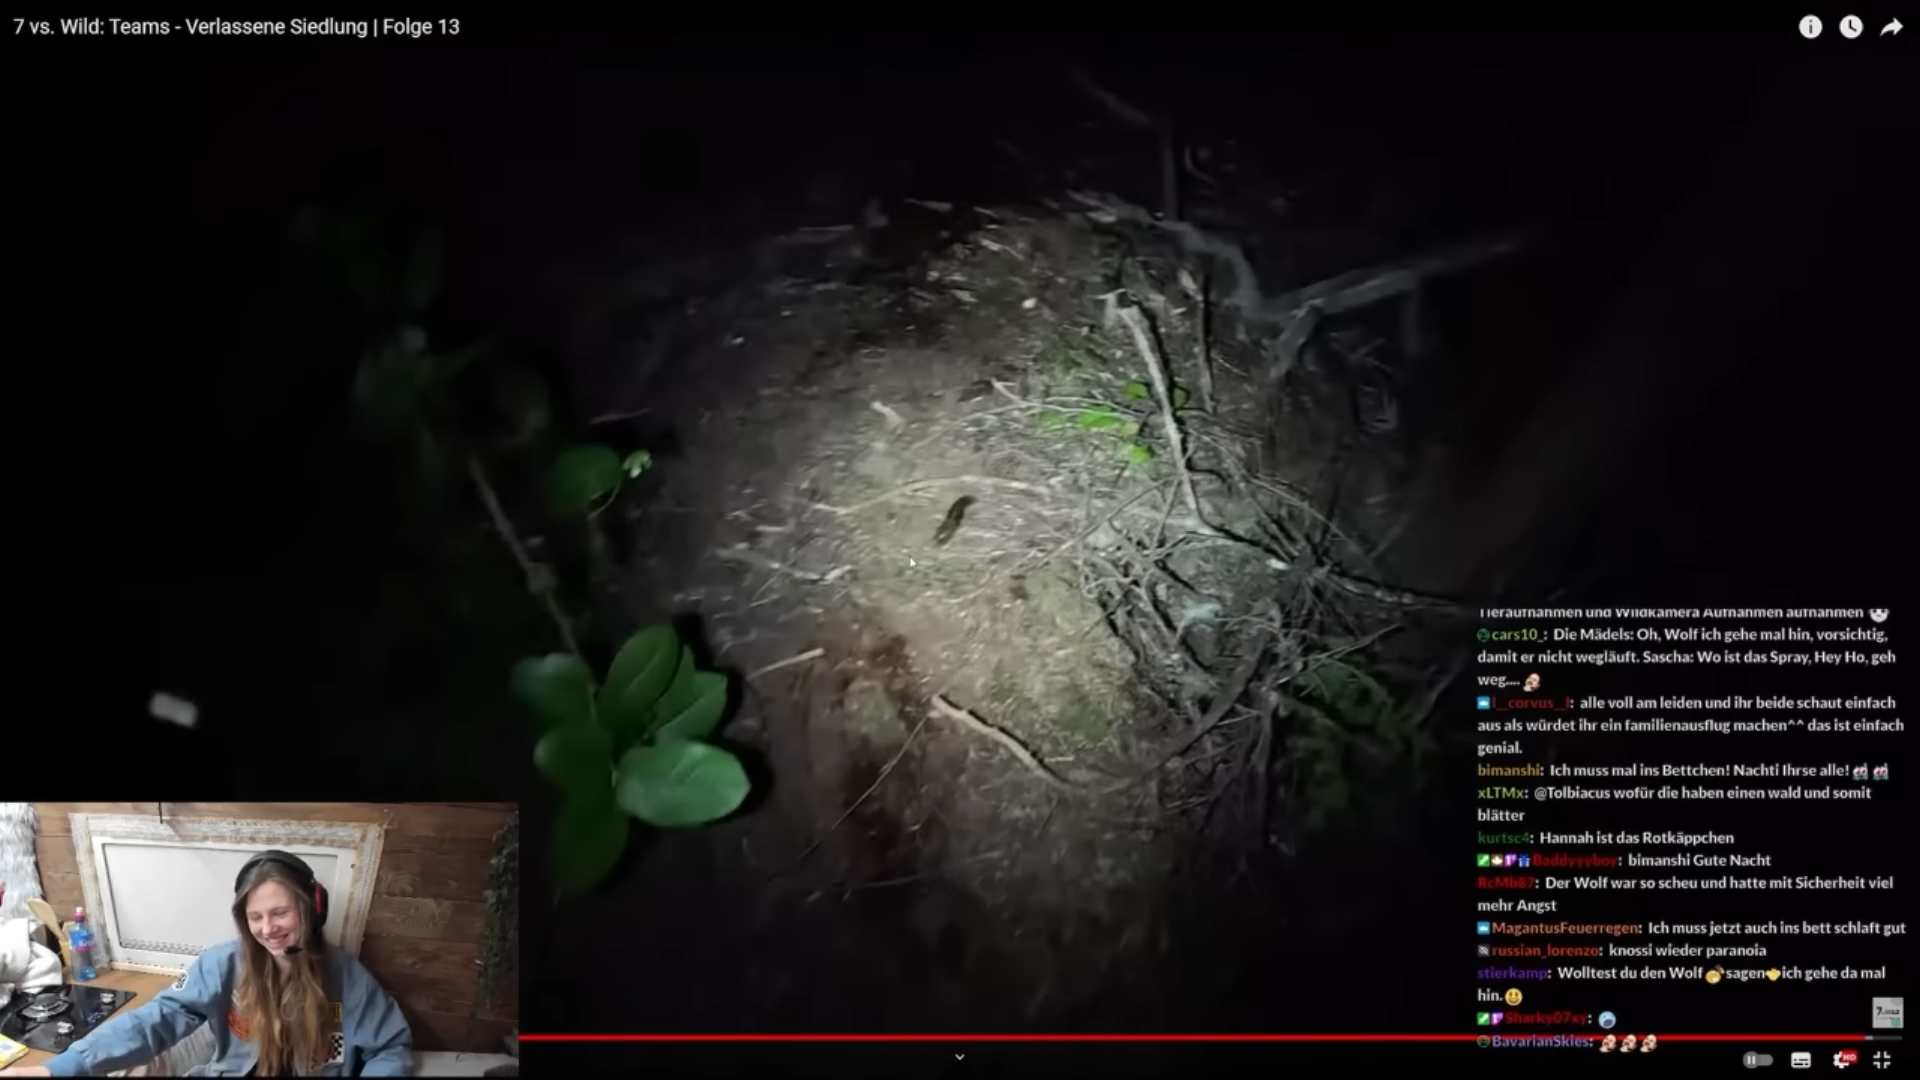 7 vs. Wild: Teams - Verlassene Siedlung | Folge 13
Tieraufnahmen und Wildkamera Aufnahmen aufnahmen
cars10_: Die Mädels: Oh, Wolf ich gehe mal hin, vorsichtig,
damit er nicht wegläuft. Sascha: Wo ist das Spray, Hey Ho, geh
weg....
l__corvus__l: alle voll am leiden und ihr beide schaut einfach
aus als würdet ihr ein familienausflug machen^^ das ist einfach
genial.
bimanshi: Ich muss mal ins Bettchen! Nachti Ihrse alle!
xLTMx: @Tolbiacus wofür die haben einen wald und somit
blätter
kurtsc4: Hannah ist das Rotkäppchen
Baddyyyboy: bimanshi Gute Nacht
RcMb87: Der Wolf war so scheu und hatte mit Sicherheit viel
mehr Angst
MagantusFeuerregen: Ich muss jetzt auch ins bett schlaft gut
russian_lorenzo: knossi wieder paranoia
stierkamp: Wolltest du den Wolf sagen ich gehe da mal
hin.
Sharky07xy:
BavarianSkies:
HD